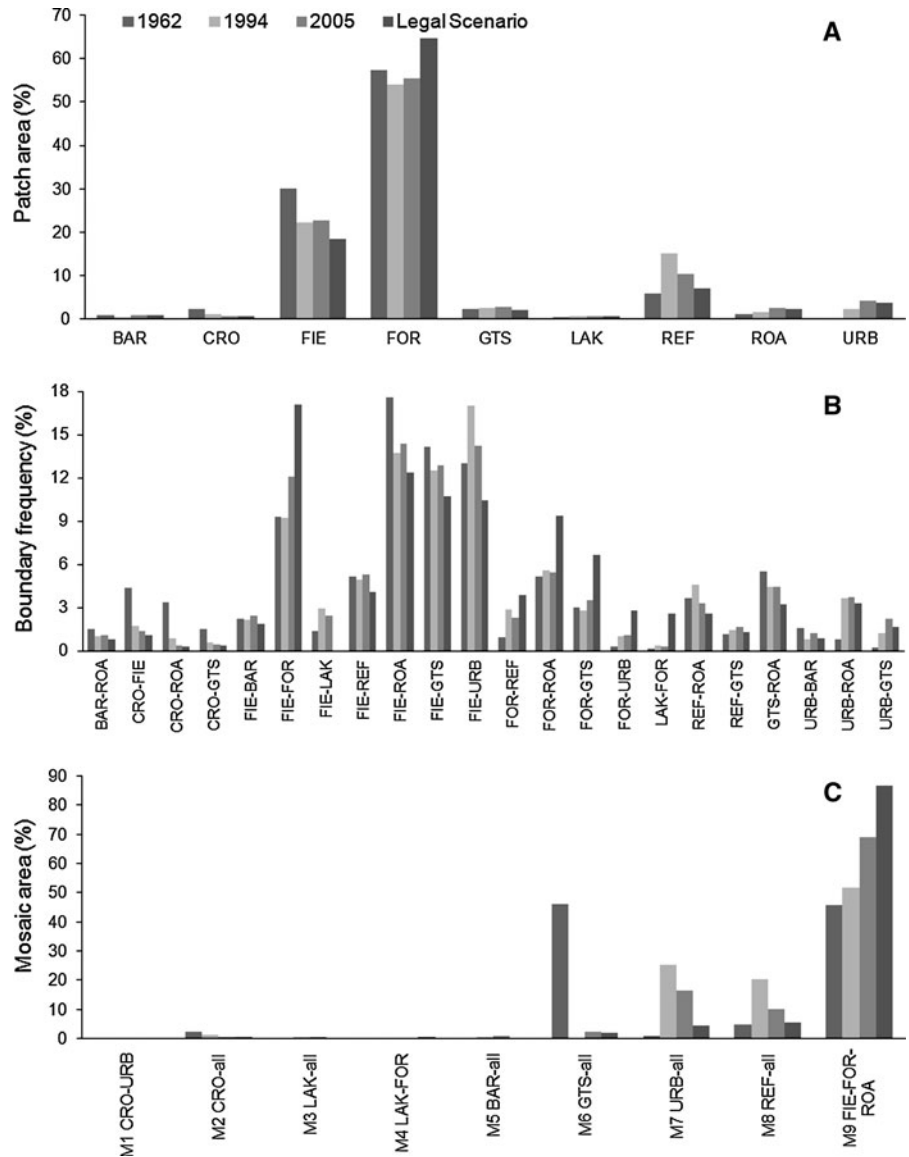 1962 1994 2005 Legal Scenario
A
Patch area (%)
70
60
50
40
30
20
10
0
BAR CRO FIE FOR GTS LAK REF ROA URB
B
Boundary frequency (%)
18
15
12
9
6
3
0
BAR-ROA
CRO-FIE
CRO-ROA
CRO-GTS
FIE-BAR
FIE-FOR
FIE-LAK
FIE-REF
FIE-ROA
FIE-GTS
FIE-URB
FOR-REF
FOR-ROA
FOR-GTS
FOR-URB
LAK-FOR
REF-ROA
REF-GTS
GTS-ROA
URB-BAR
URB-ROA
URB-GTS
C
Mosaic area (%)
90
80
70
60
50
40
30
20
10
0
M1 CRO-URB
M2 CRO-all
M3 LAK-all
M4 LAK-FOR
M5 BAR-all
M6 GTS-all
M7 URB-all
M8 REF-all
M9 FIE-FOR-
ROA